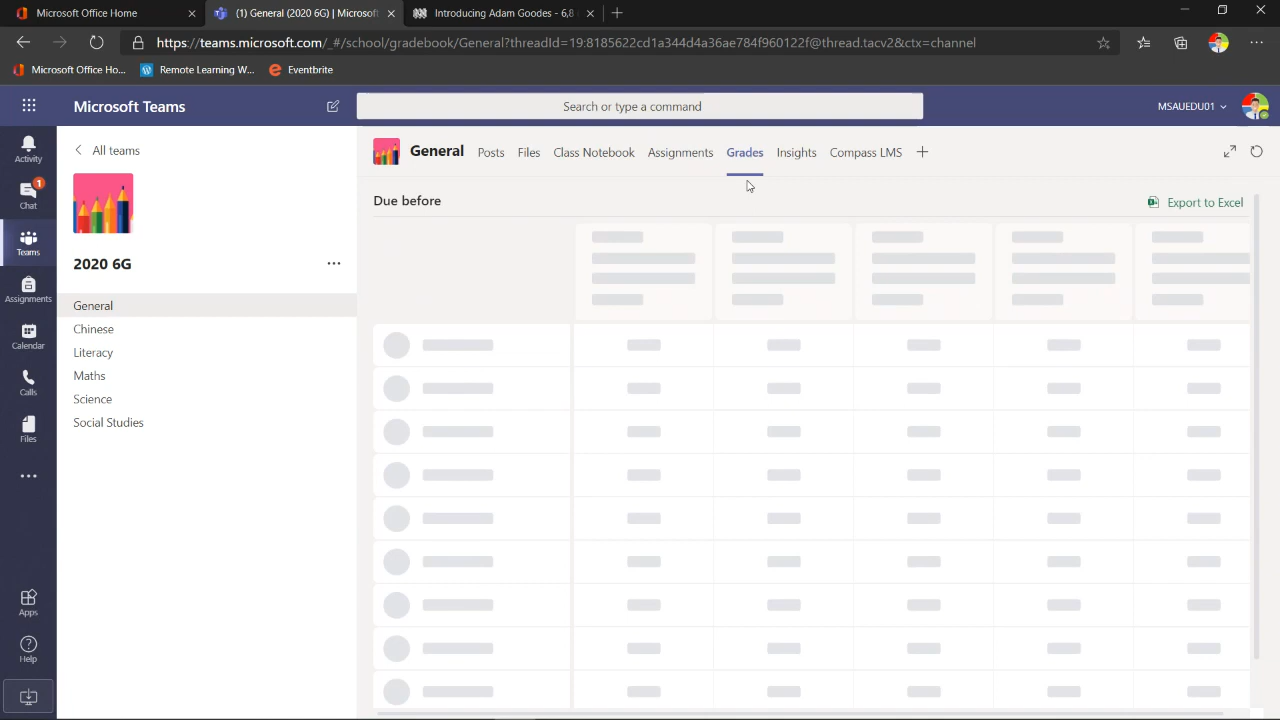 Microsoft Office Home
(1) General (2020 6G) | Microsoft
Introducing Adam Goodes - 6,8
https://teams.microsoft.com/_#/school/gradebook/General?threadId=19:8185622cd1a344d4a36ae784f960122f@thread.tacv2&ctx=channel
Microsoft Office Ho...
Remote Learning W...
Eventbrite
Microsoft Teams
Search or type a command
MSAUEDU01
Activity
1
Chat
Teams
Assignments
Calendar
Calls
Files
Apps
Help
All teams
2020 6G
General
Chinese
Literacy
Maths
Science
Social Studies
General
Posts
Files
Class Notebook
Assignments
Grades
Insights
Compass LMS
Due before
Export to Excel